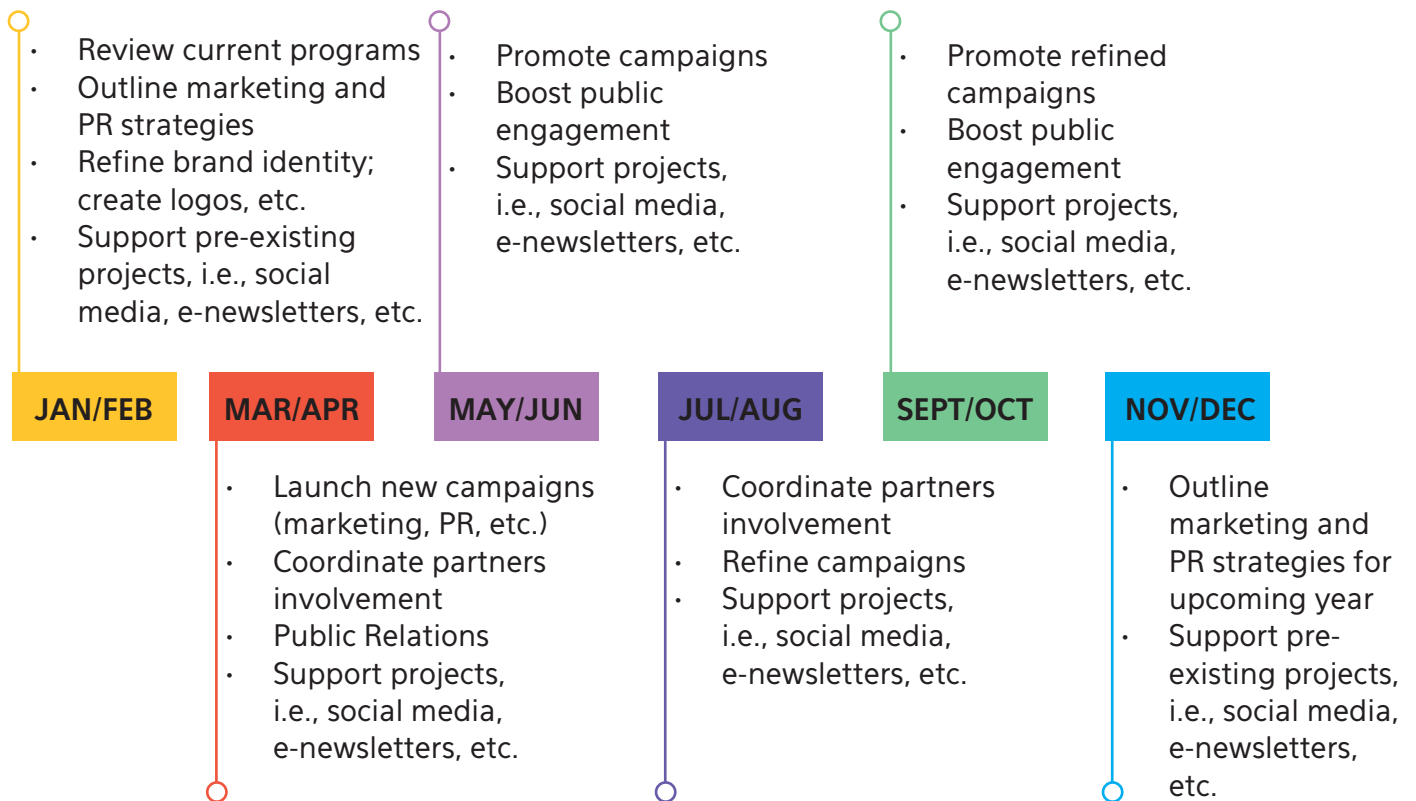 • Review current programs
• Outline marketing and
PR strategies
• Refine brand identity;
create logos, etc.
• Support pre-existing
projects, i.e., social
media, e-newsletters, etc.
• Promote campaigns
• Boost public
engagement
• Support projects,
i.e., social media,
e-newsletters, etc.
• Promote refined
campaigns
• Boost public
engagement
• Support projects,
i.e., social media,
e-newsletters, etc.
JAN/FEB
MAR/APR
MAY/JUN
JUL/AUG
SEPT/OCT
NOV/DEC
• Launch new campaigns
(marketing, PR, etc.)
• Coordinate partners
involvement
• Public Relations
• Support projects,
i.e., social media,
e-newsletters, etc.
• Coordinate partners
involvement
• Refine campaigns
• Support projects,
i.e., social media,
e-newsletters, etc.
• Outline
marketing and
PR strategies for
upcoming year
• Support pre-
existing projects,
i.e., social media,
e-newsletters,
etc.